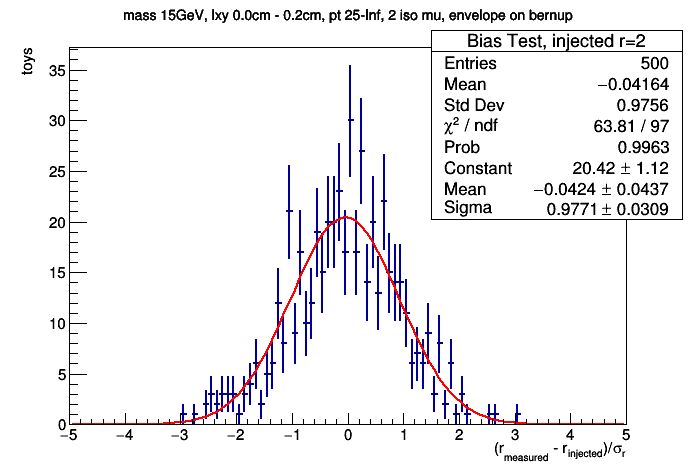 mass 15GeV, lxy 0.0cm - 0.2cm, pt 25-Inf, 2 iso mu, envelope on bernup
Bias Test, injected r=2
Entries 500
Mean −0.04164
Std Dev 0.9756
χ² / ndf 63.81 / 97
Prob 0.9963
Constant 20.42 ± 1.12
Mean −0.0424 ± 0.0437
Sigma 0.9771 ± 0.0309
toys
35
30
25
20
15
10
5
0
−5 −4 −3 −2 −1 0 1 2 3 4 5
(r_measured - r_injected)/σ_r